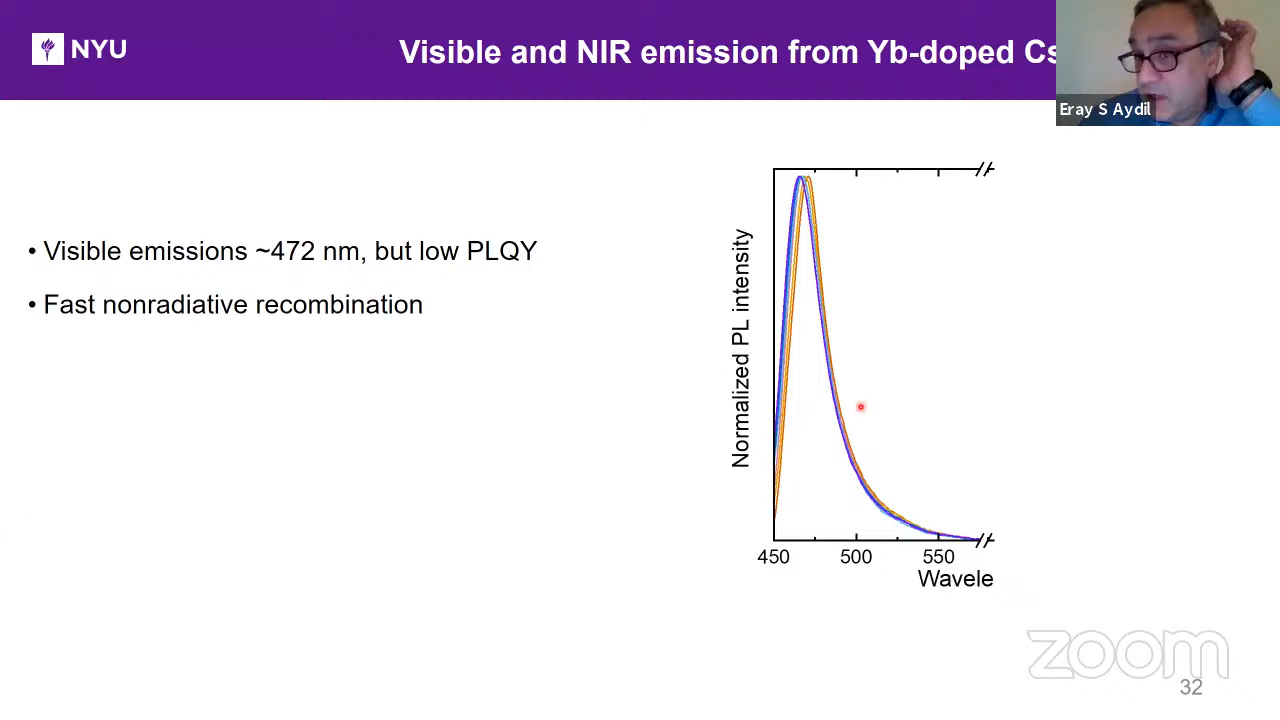 NYU
Visible and NIR emission from Yb-doped Cs
Eray S Aydil
• Visible emissions ~472 nm, but low PLQY
• Fast nonradiative recombination
Normalized PL intensity
450 500 550
Wavele
zoom
32